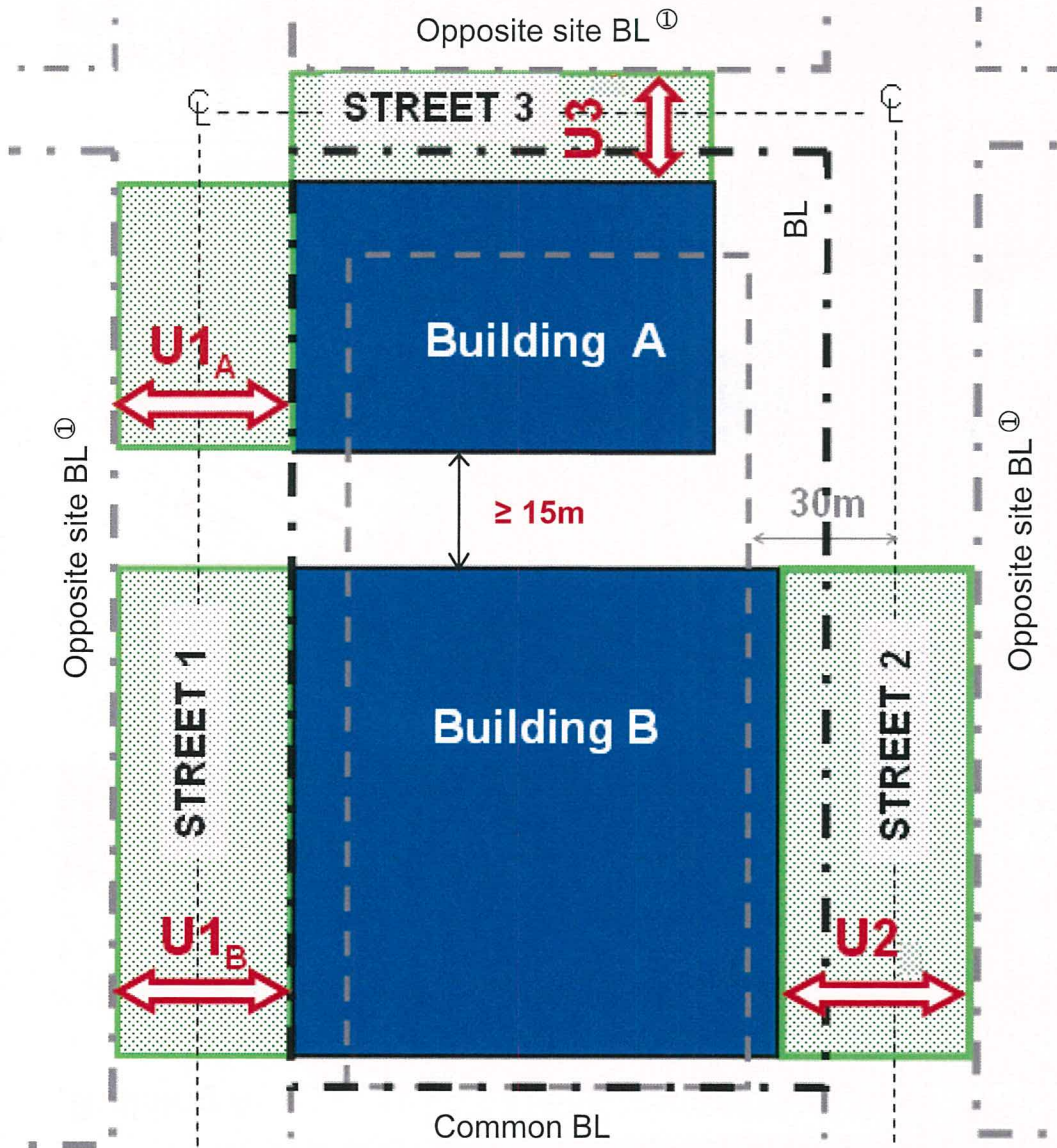 Opposite site BL ①
STREET 3
U3
℄
℄
BL
Building A
U1A
Opposite site BL ①
≥ 15m
30m
Opposite site BL ①
STREET 1
Building B
STREET 2
U1B
U2
Common BL